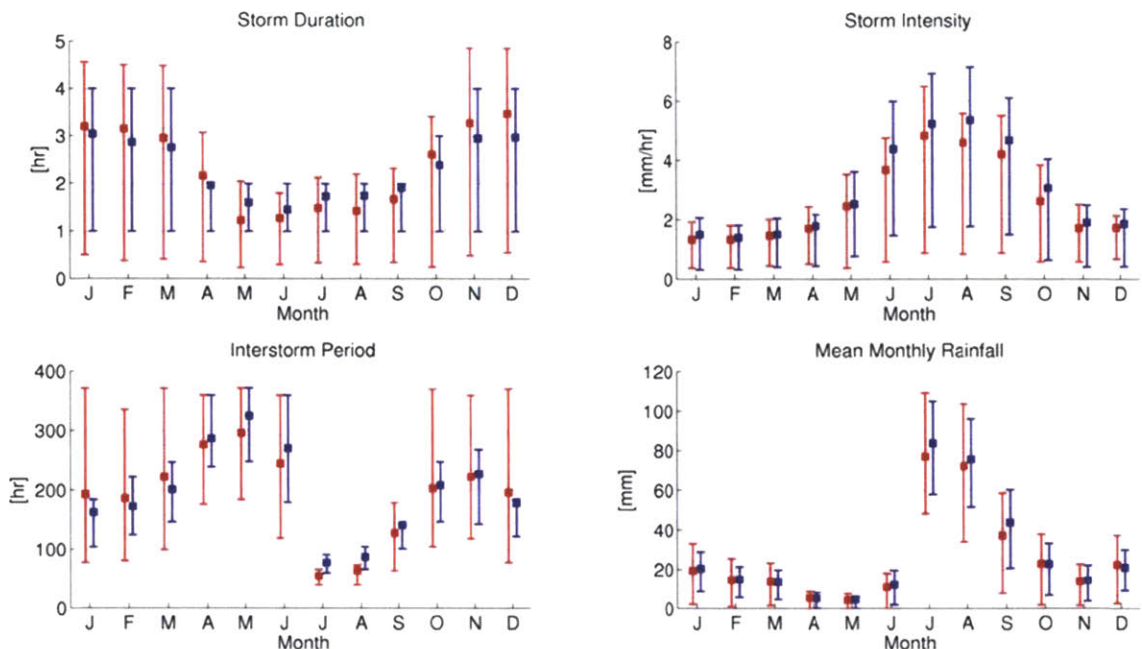 Storm Duration
5
4
3
2
1
0
[hr]
J F M A M J J A S O N D
Month
Storm Intensity
8
6
4
2
0
[mm/hr]
J F M A M J J A S O N D
Month
Interstorm Period
400
300
200
100
0
[hr]
J F M A M J J A S O N D
Month
Mean Monthly Rainfall
120
100
80
60
40
20
0
[mm]
J F M A M J J A S O N D
Month